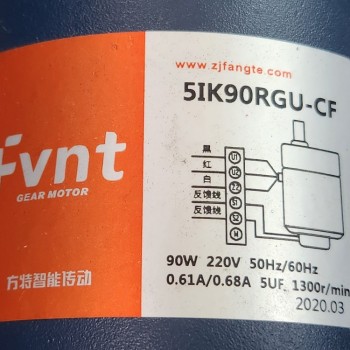 www.zjfangte.com
5IK90RGU-CF
Fvnt
GEAR MOTOR
方特智能传动
黑 U1
红 U2
白 Z2
反馈线 S1
反馈线 S2
90W 220V 50Hz/60Hz
0.61A/0.68A 5UF 1300r/min
2020.03